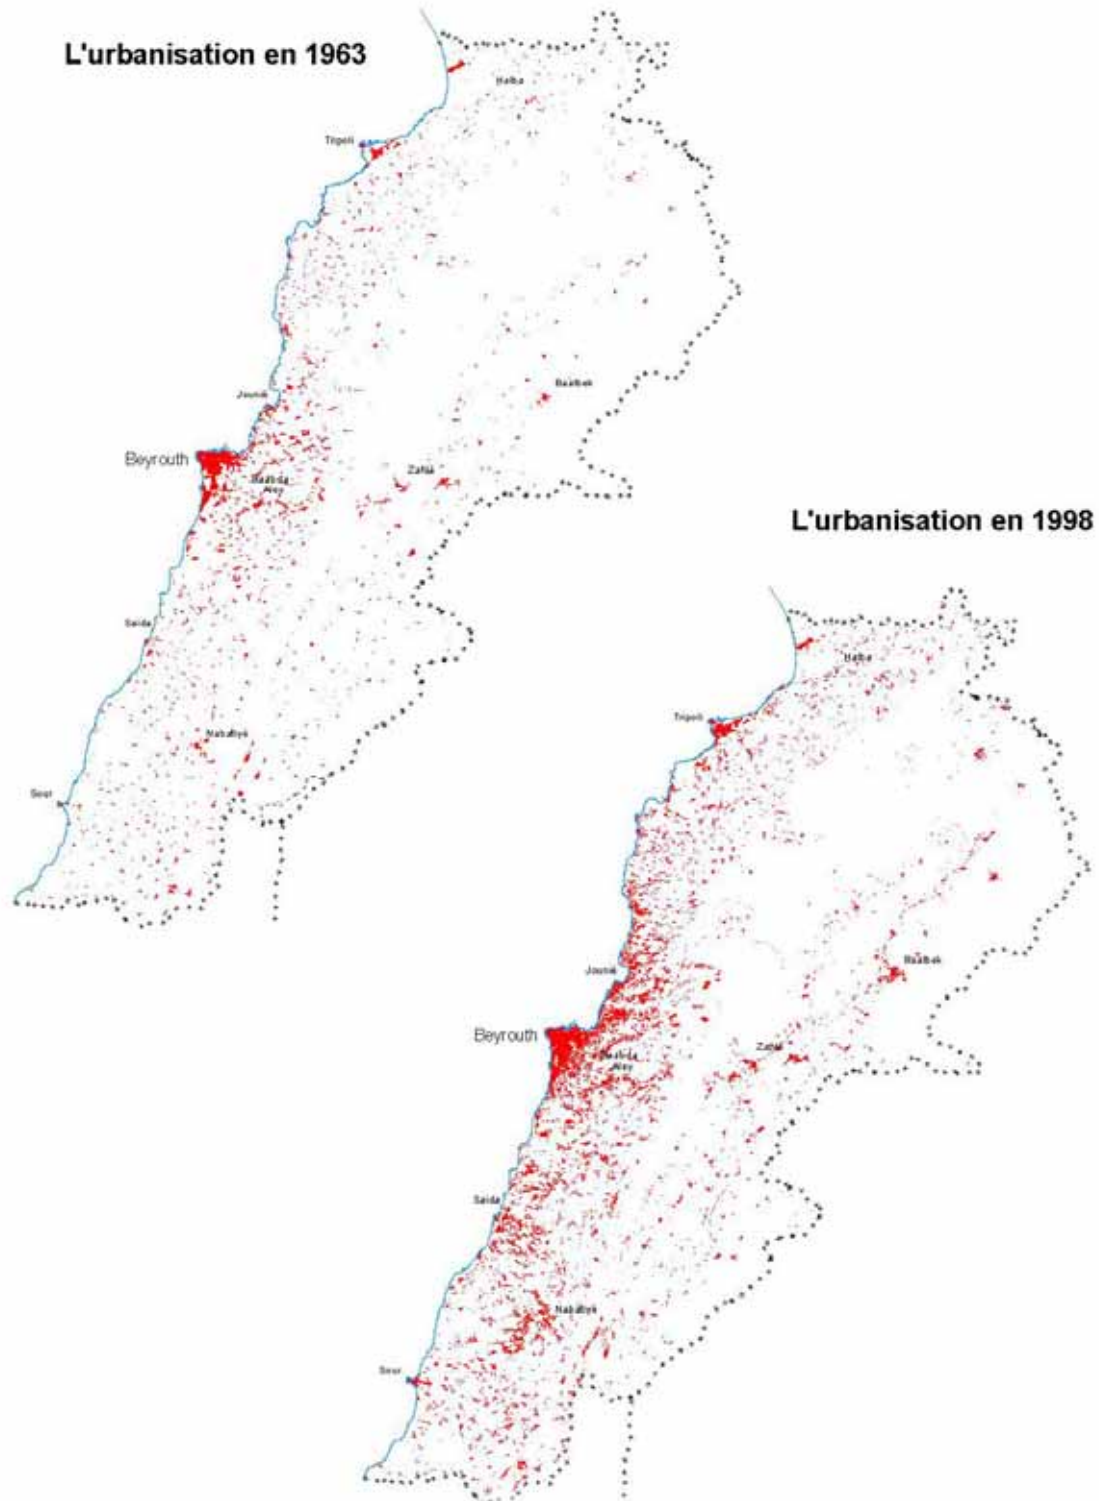 L'urbanisation en 1963
Halba
Tripoli
Baalbek
Jounié
Beyrouth
Zahlé
Baabda
Aley
Saida
Nabatiyé
Sour
L'urbanisation en 1998
Halba
Tripoli
Baalbek
Jounié
Beyrouth
Zahlé
Baabda
Aley
Saida
Nabatiyé
Sour